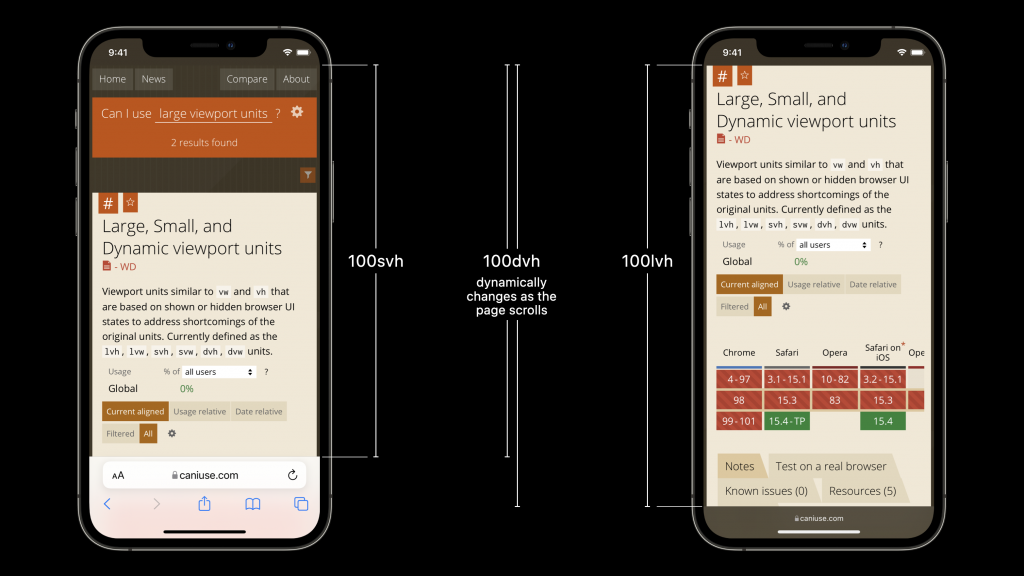 9:41
Home News Compare About
Can I use large viewport units ?
2 results found
#
Large, Small, and
Dynamic viewport units
- WD
Viewport units similar to vw and vh that
are based on shown or hidden browser UI
states to address shortcomings of the
original units. Currently defined as the
lvh, lvw, svh, svw, dvh, dvw units.
Usage % of all users ?
Global 0%
Current aligned Usage relative Date relative
Filtered All
AA caniuse.com
100svh
100dvh
dynamically
changes as the
page scrolls
100lvh
9:41
#
Large, Small, and
Dynamic viewport units
- WD
Viewport units similar to vw and vh that
are based on shown or hidden browser UI
states to address shortcomings of the
original units. Currently defined as the
lvh, lvw, svh, svw, dvh, dvw units.
Usage % of all users ?
Global 0%
Current aligned Usage relative Date relative
Filtered All
Chrome Safari Opera Safari on iOS * Ope
4-97 3.1-15.1 10-82 3.2-15.1
98 15.3 83 15.3
99-101 15.4-TP 15.4
Notes Test on a real browser
Known issues (0) Resources (5)
caniuse.com